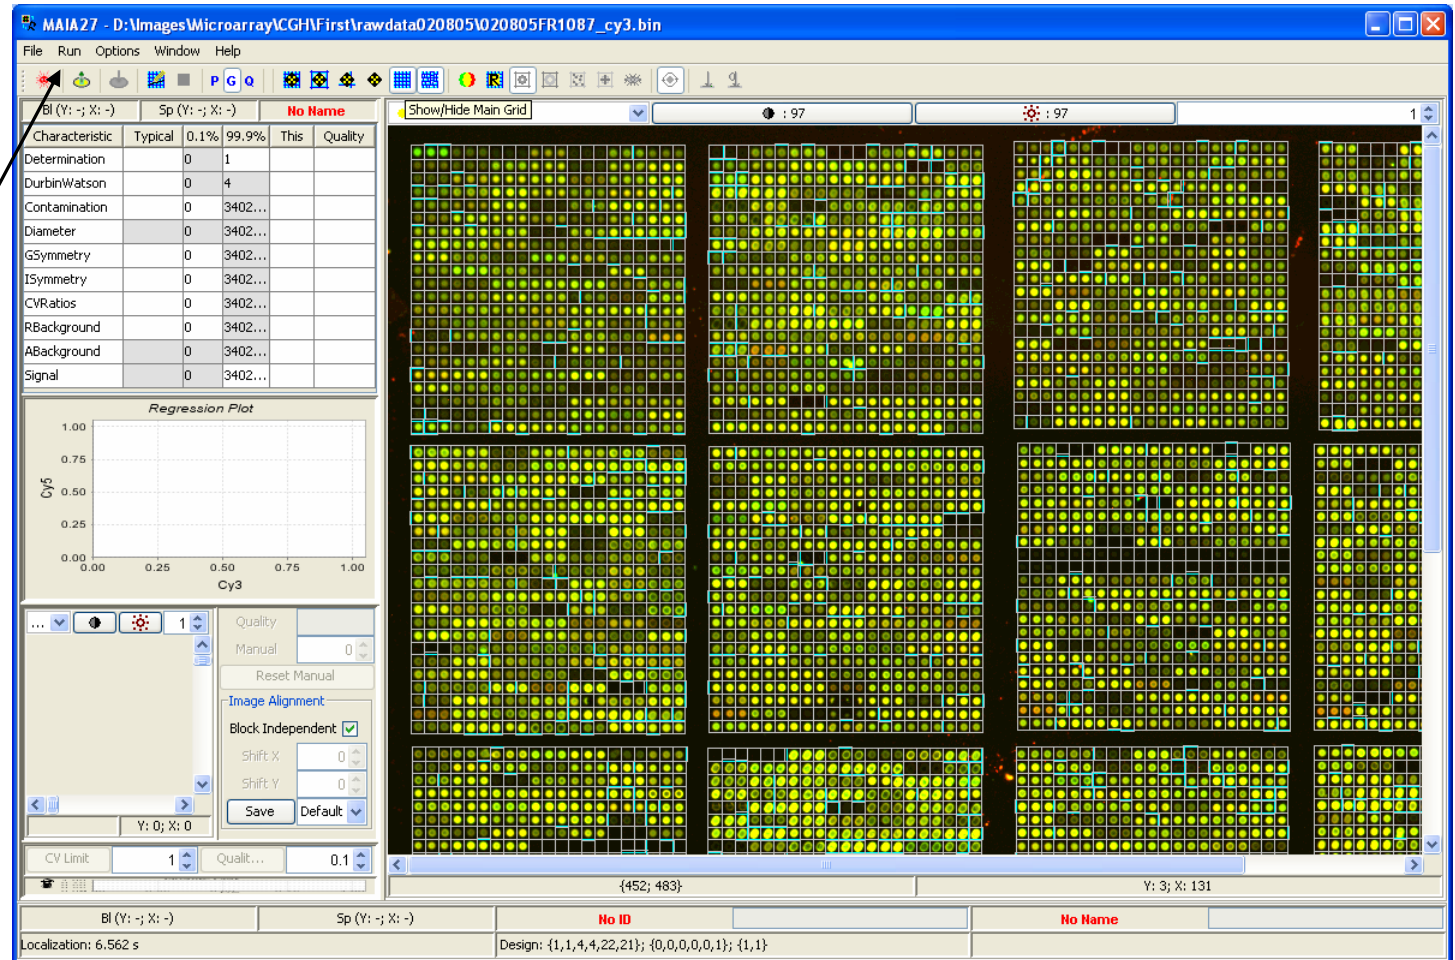 MAIA27 - D:\Images\Microarray\CGH\First\rawdata020805\020805FR1087_cy3.bin
File Run Options Window Help
P G Q
Bl (Y: -; X: -) Sp (Y: -; X: -) No Name
Show/Hide Main Grid : 97 : 97 1
Characteristic Typical 0.1% 99.9% This Quality
Determination 0 1
DurbinWatson 0 4
Contamination 0 3402...
Diameter 0 3402...
GSymmetry 0 3402...
ISymmetry 0 3402...
CVRatios 0 3402...
RBackground 0 3402...
ABackground 0 3402...
Signal 0 3402...
Regression Plot
1.00
0.75
0.50
0.25
0.00
Cy5
0.00 0.25 0.50 0.75 1.00
Cy3
... 1
Quality
Manual 0
Reset Manual
Image Alignment
Block Independent
Shift X 0
Shift Y 0
Save Default
Y: 0; X: 0
CV Limit 1 Qualit... 0.1
{452; 483} Y: 3; X: 131
Bl (Y: -; X: -) Sp (Y: -; X: -) No ID No Name
Localization: 6.562 s Design: {1,1,4,4,22,21}; {0,0,0,0,0,1}; {1,1}